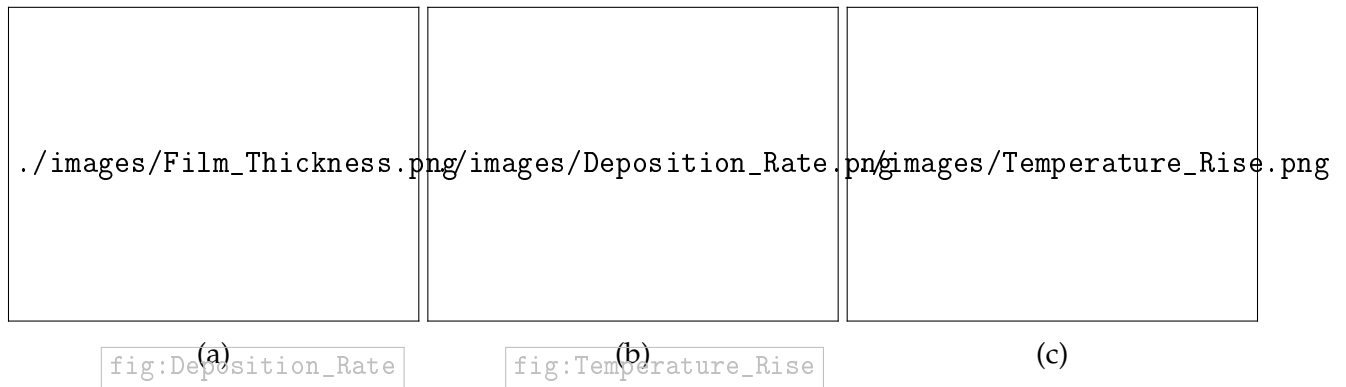 ./images/Film_Thickness.png
./images/Deposition_Rate.png
./images/Temperature_Rise.png
(a)
(b)
(c)
fig:Deposition_Rate
fig:Temperature_Rise